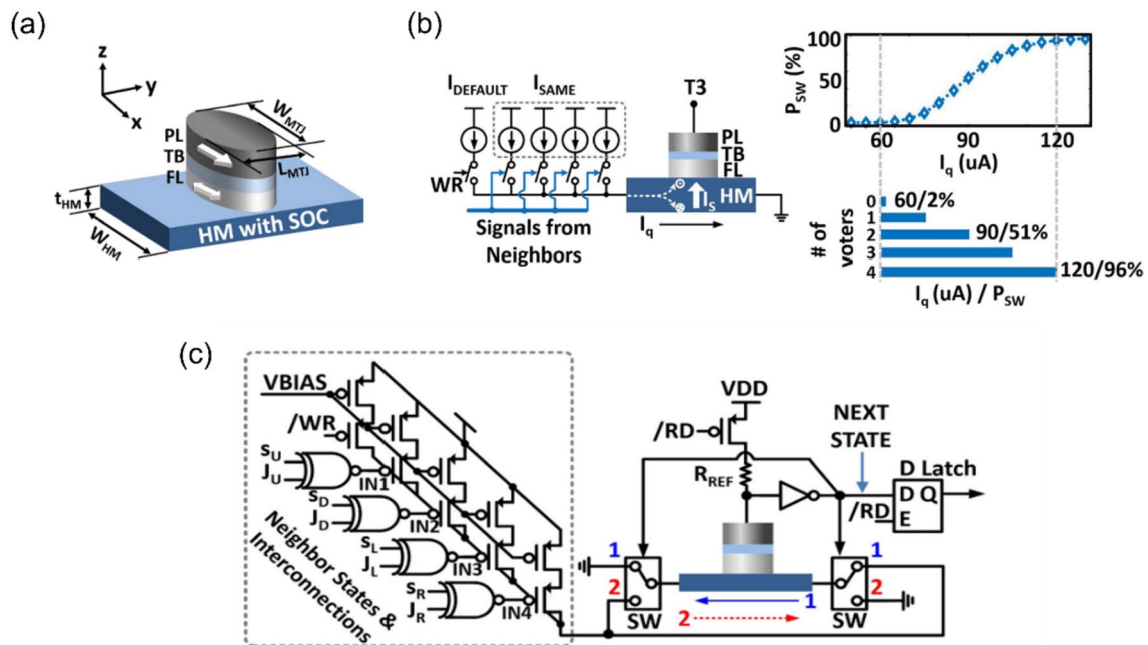 (a)
z
y
x
W_MTJ
PL
TB
FL
L_MTJ
t_HM
HM with SOC
W_HM
(b)
I_DEFAULT
I_SAME
T3
PL
TB
FL
WR
I_S
HM
Signals from
Neighbors
I_q
100
50
0
P_SW (%)
60
90
120
I_q (uA)
# of
voters
0
60/2%
1
2
90/51%
3
4
120/96%
I_q (uA) / P_SW
(c)
VBIAS
/WR
S_U
J_U
IN1
S_D
J_D
IN2
S_L
J_L
IN3
S_R
J_R
IN4
Neighbor States &
Interconnections
VDD
/RD
R_REF
NEXT
STATE
D Latch
D Q
/RD
E
1
2
SW
1
2
1
2
SW